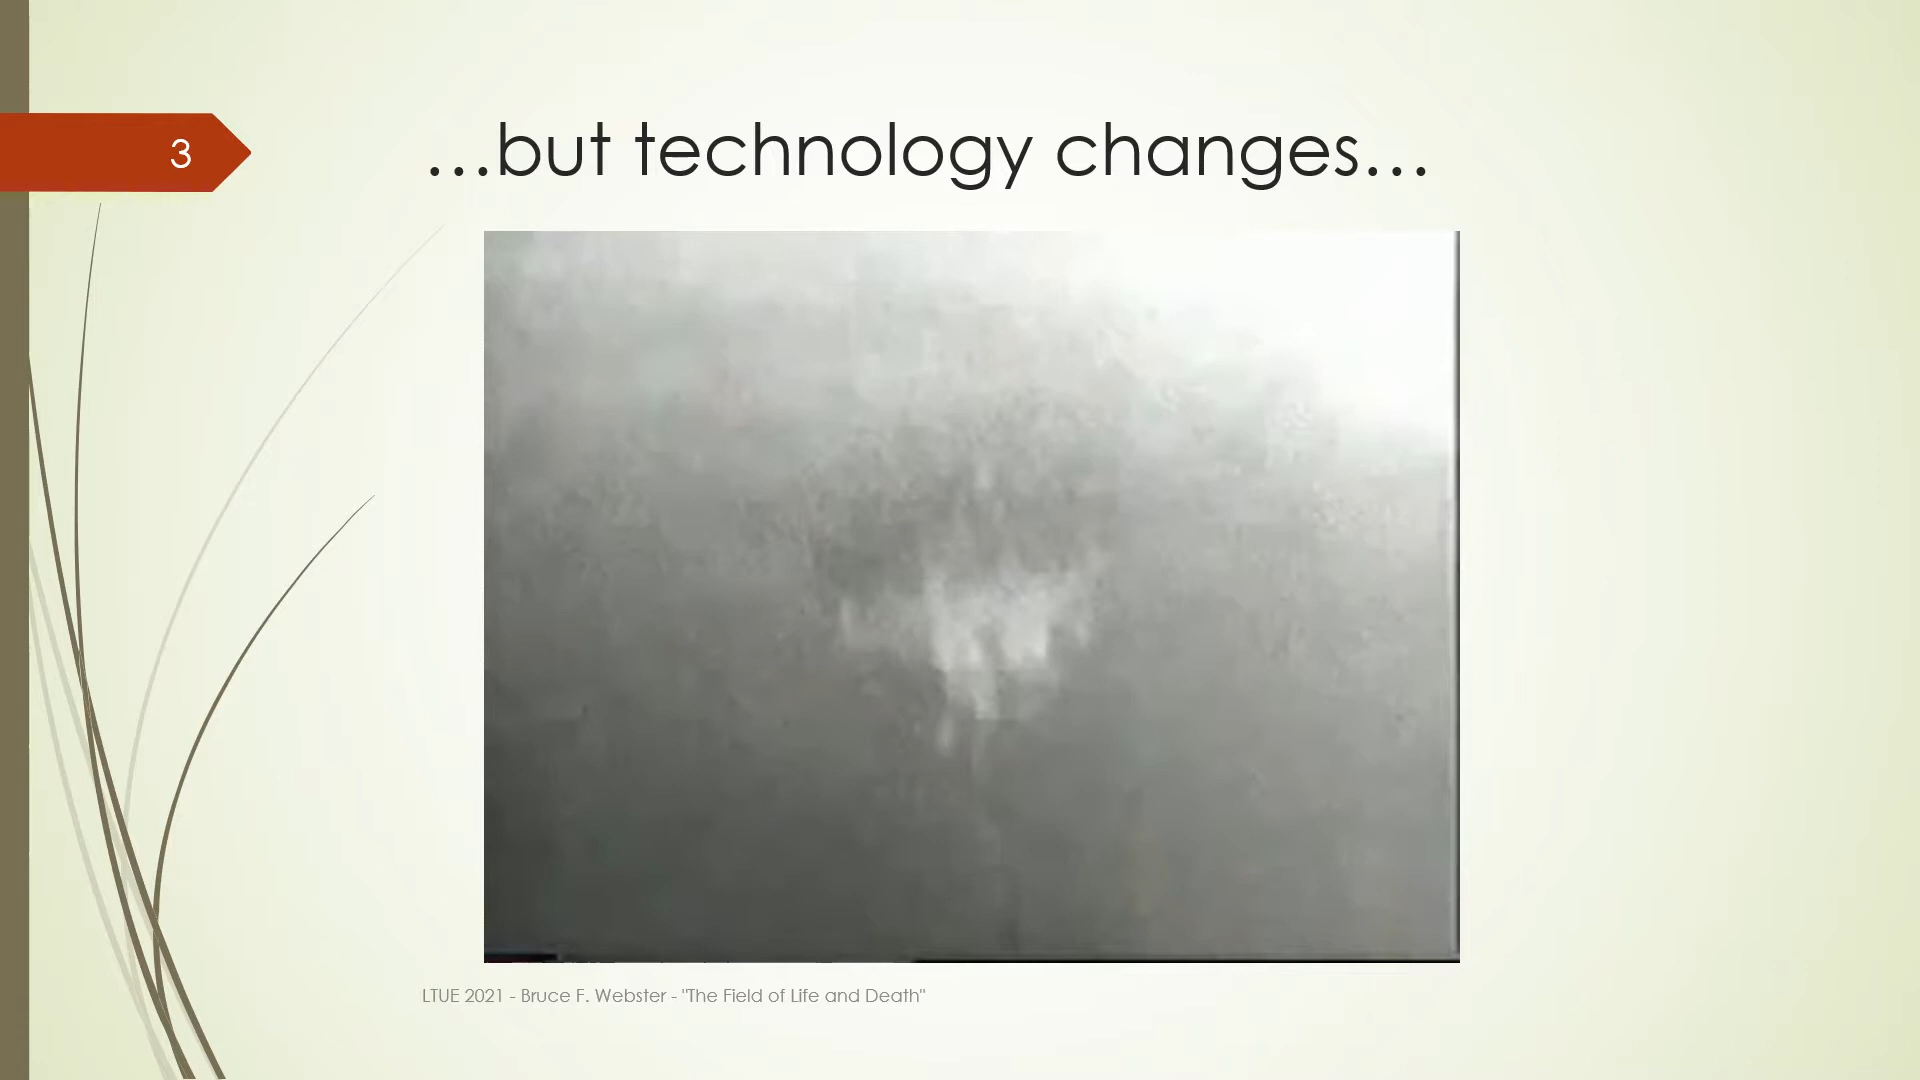 3
…but technology changes…
LTUE 2021 - Bruce F. Webster - "The Field of Life and Death"